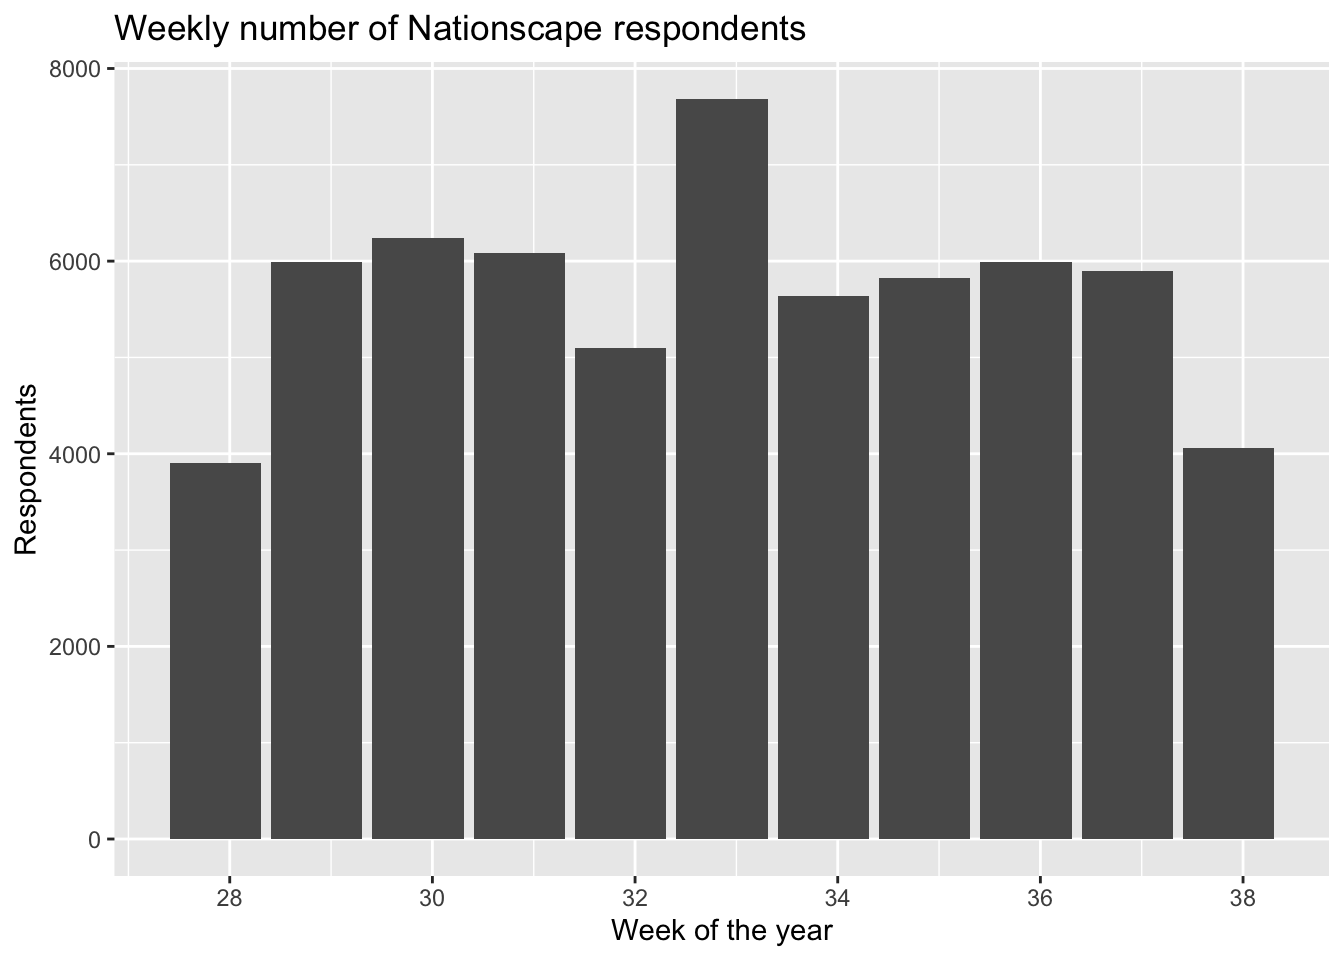 Weekly number of Nationscape respondents
8000
6000
4000
2000
0
Respondents
28 30 32 34 36 38
Week of the year